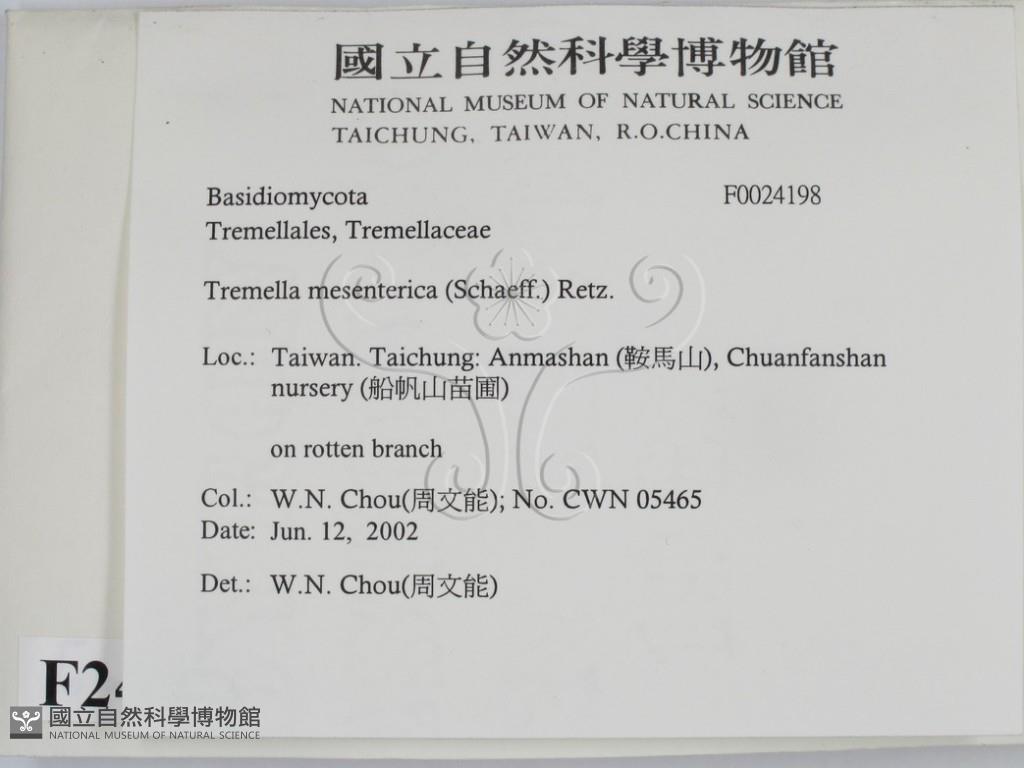 國立自然科學博物館
NATIONAL MUSEUM OF NATURAL SCIENCE
TAICHUNG, TAIWAN, R.O.CHINA
Basidiomycota F0024198
Tremellales, Tremellaceae
Tremella mesenterica (Schaeff.) Retz.
Loc.: Taiwan. Taichung: Anmashan (鞍馬山), Chuanfanshan
nursery (船帆山苗圃)
on rotten branch
Col.: W.N. Chou(周文能); No. CWN 05465
Date: Jun. 12, 2002
Det.: W.N. Chou(周文能)
F24
國立自然科學博物館
NATIONAL MUSEUM OF NATURAL SCIENCE